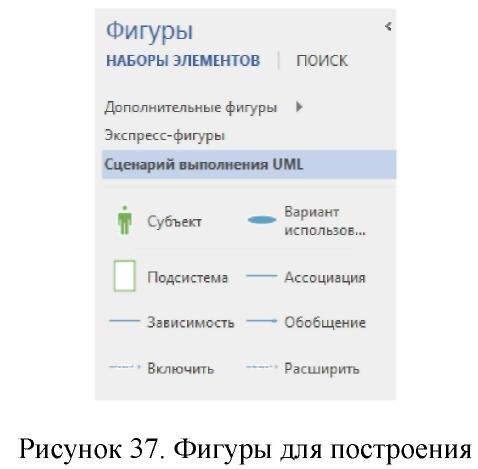 Фигуры
НАБОРЫ ЭЛЕМЕНТОВ | ПОИСК
Дополнительные фигуры
Экспресс-фигуры
Сценарий выполнения UML
Субъект
Вариант
использов...
Подсистема
Ассоциация
Зависимость
Обобщение
Включить
Расширить
Рисунок 37. Фигуры для построения